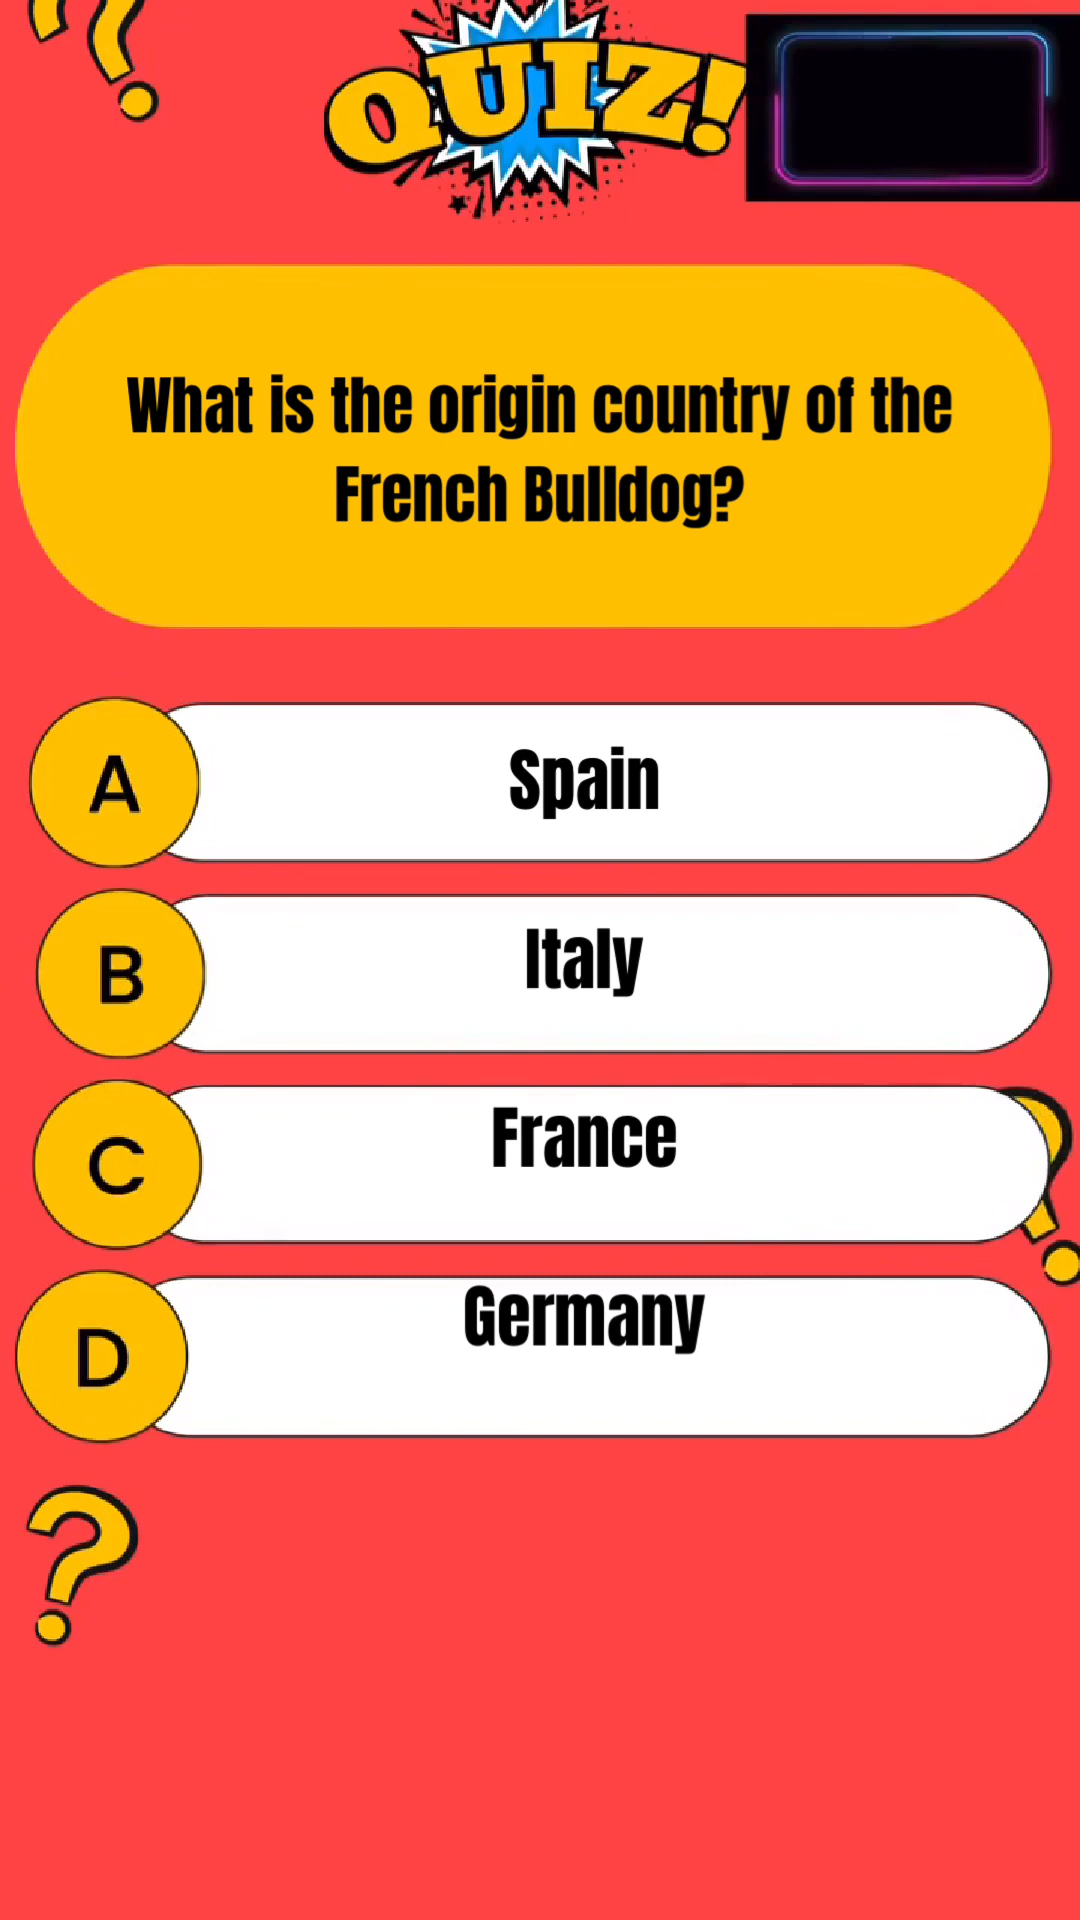 QUIZ!
What is the origin country of the
French Bulldog?
A
Spain
B
Italy
C
France
D
Germany